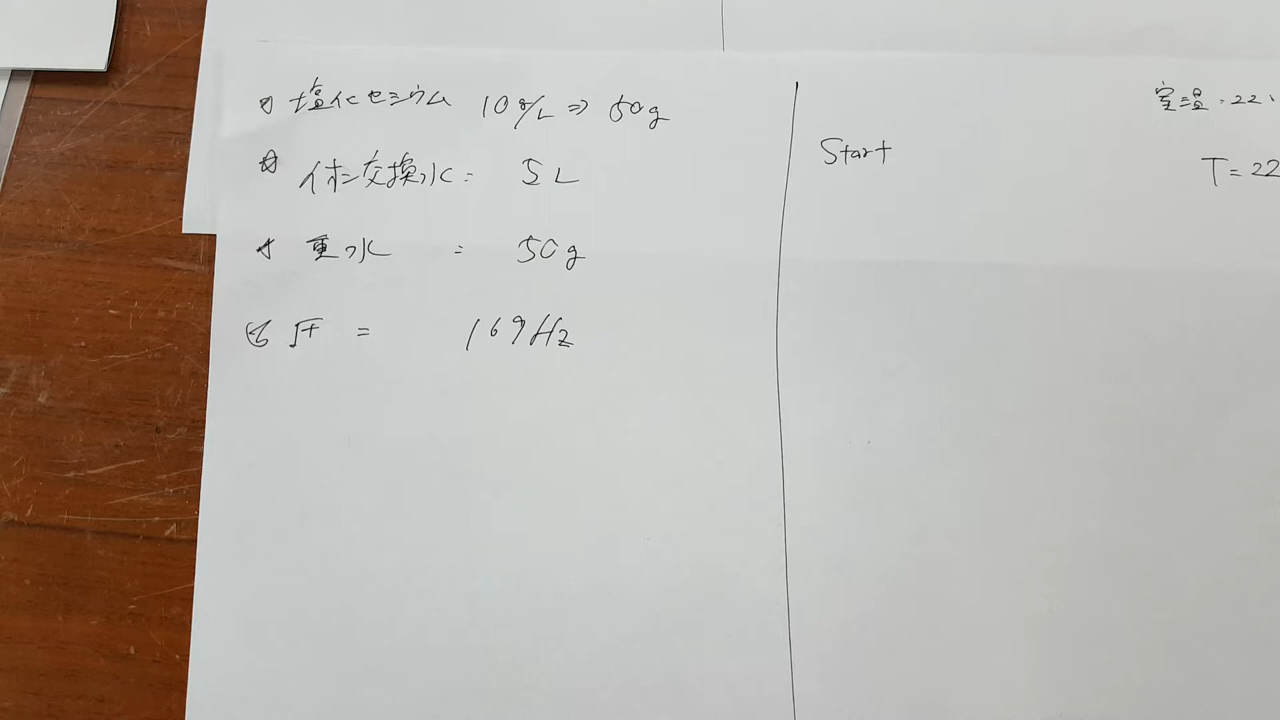 ☆ 塩化セシウム 10g/L ⇒ 50g
☆ イオン交換水 = 5L
☆ 重水 = 50g
☆ 圧 = 169Hz
Start
室温:22.
T=22